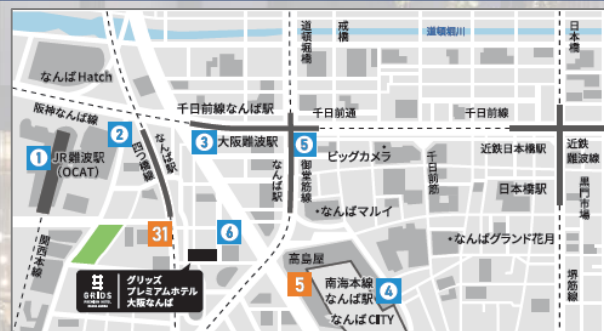 道頓堀橋
戎橋
道頓堀川
日本橋
なんばHatch
阪神なんば線
千日前線なんば駅
千日前通
千日前線
2
3
大阪難波駅
5
近鉄日本橋駅
近鉄
難波線
1
JR難波駅
(OCAT)
四つ橋線
なんば駅
なんば駅
御堂筋線
ビッグカメラ
千日前筋
日本橋駅
黒門市場
・なんばマルイ
31
6
・なんばグランド花月
関西本線
高島屋
5
南海本線
なんば駅
4
堺筋線
なんばCITY
GRIDS
PREMIUM HOTEL
グリッズ
プレミアムホテル
大阪なんば